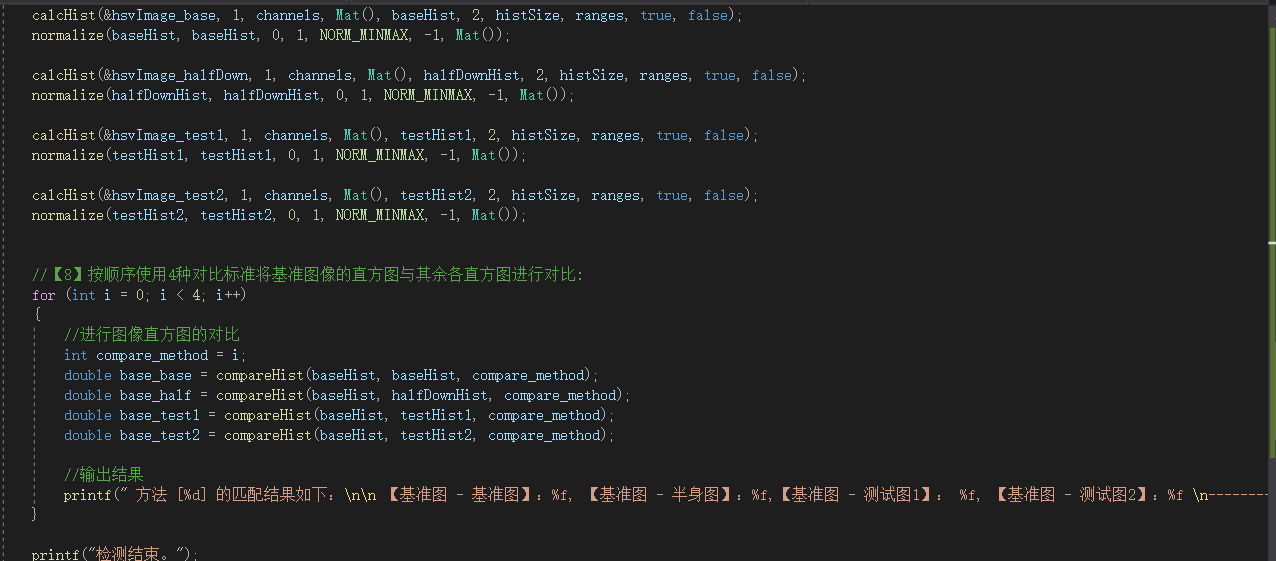 calcHist(&hsvImage_base, 1, channels, Mat(), baseHist, 2, histSize, ranges, true, false);
normalize(baseHist, baseHist, 0, 1, NORM_MINMAX, -1, Mat());
calcHist(&hsvImage_halfDown, 1, channels, Mat(), halfDownHist, 2, histSize, ranges, true, false);
normalize(halfDownHist, halfDownHist, 0, 1, NORM_MINMAX, -1, Mat());
calcHist(&hsvImage_test1, 1, channels, Mat(), testHist1, 2, histSize, ranges, true, false);
normalize(testHist1, testHist1, 0, 1, NORM_MINMAX, -1, Mat());
calcHist(&hsvImage_test2, 1, channels, Mat(), testHist2, 2, histSize, ranges, true, false);
normalize(testHist2, testHist2, 0, 1, NORM_MINMAX, -1, Mat());
//【8】按顺序使用4种对比标准将基准图像的直方图与其余各直方图进行对比:
for (int i = 0; i < 4; i++)
{
//进行图像直方图的对比
int compare_method = i;
double base_base = compareHist(baseHist, baseHist, compare_method);
double base_half = compareHist(baseHist, halfDownHist, compare_method);
double base_test1 = compareHist(baseHist, testHist1, compare_method);
double base_test2 = compareHist(baseHist, testHist2, compare_method);
//输出结果
printf(" 方法 [%d] 的匹配结果如下：\n\n 【基准图 - 基准图】：%f, 【基准图 - 半身图】：%f,【基准图 - 测试图1】： %f, 【基准图 - 测试图2】：%f \n--------
}
printf("检测结束。");